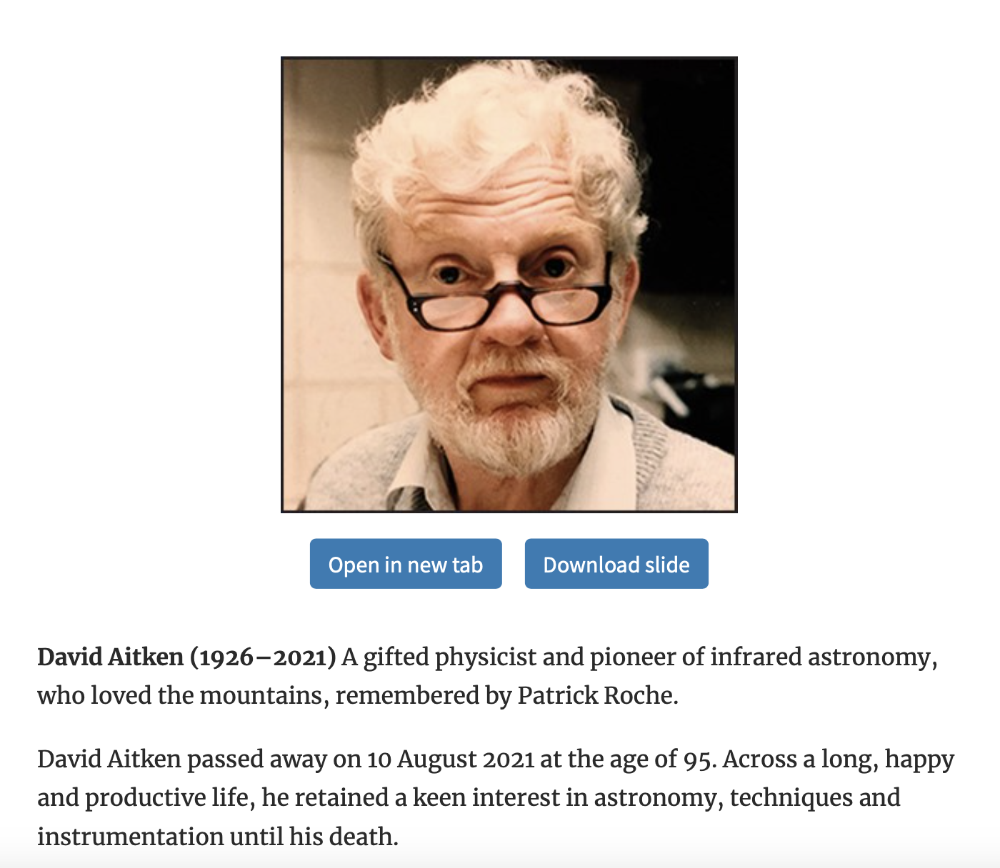 Open in new tab
Download slide
David Aitken (1926–2021) A gifted physicist and pioneer of infrared astronomy,
who loved the mountains, remembered by Patrick Roche.
David Aitken passed away on 10 August 2021 at the age of 95. Across a long, happy
and productive life, he retained a keen interest in astronomy, techniques and
instrumentation until his death.